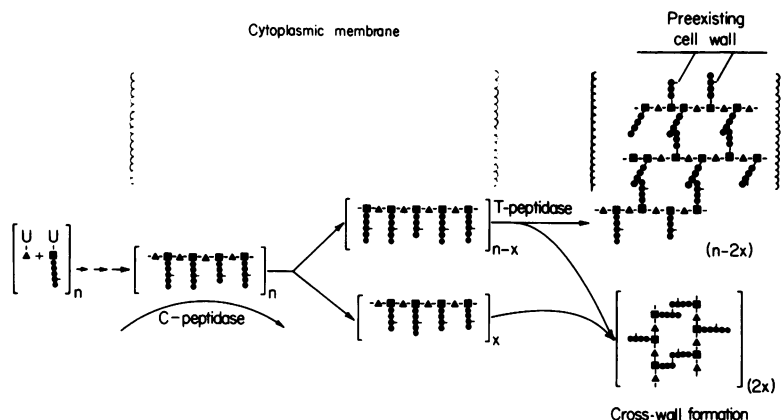 Cytoplasmic membrane
Preexisting
cell wall
T-peptidase
(n-2x)
n-x
U U
+
n
n
C-peptidase
x
(2x)
Cross-wall formation